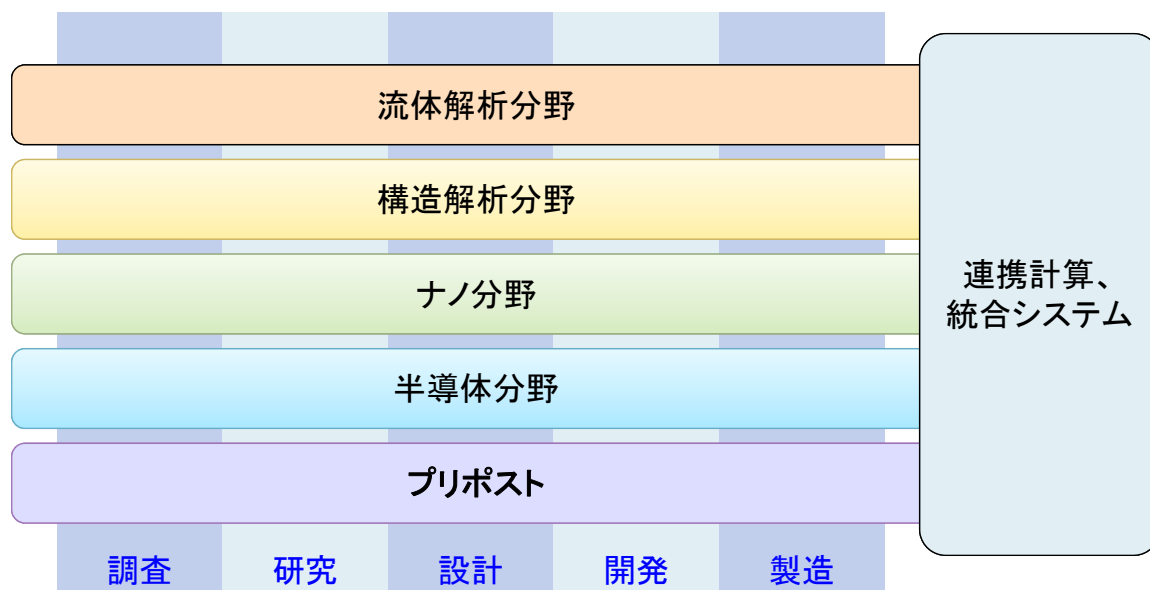 流体解析分野
構造解析分野
ナノ分野
半導体分野
プリポスト
連携計算、
統合システム
調査
研究
設計
開発
製造